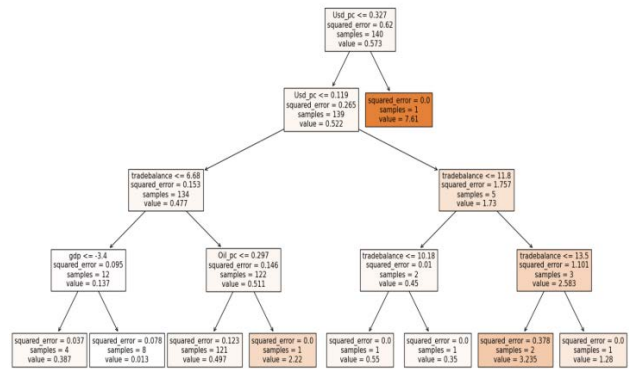 Usd_pc <= 0.327
squared_error = 0.62
samples = 140
value = 0.573
Usd_pc <= 0.119
squared_error = 0.265
samples = 139
value = 0.522
squared_error = 0.0
samples = 1
value = 7.61
tradebalance <= 6.68
squared_error = 0.153
samples = 134
value = 0.477
tradebalance <= 11.8
squared_error = 1.757
samples = 5
value = 1.73
gdp <= -3.4
squared_error = 0.095
samples = 12
value = 0.137
Oil_pc <= 0.297
squared_error = 0.146
samples = 122
value = 0.511
tradebalance <= 10.18
squared_error = 0.01
samples = 2
value = 0.45
tradebalance <= 13.5
squared_error = 1.101
samples = 3
value = 2.583
squared_error = 0.037
samples = 4
value = 0.387
squared_error = 0.078
samples = 8
value = 0.013
squared_error = 0.123
samples = 121
value = 0.497
squared_error = 0.0
samples = 1
value = 2.22
squared_error = 0.0
samples = 1
value = 0.55
squared_error = 0.0
samples = 1
value = 0.35
squared_error = 0.378
samples = 2
value = 3.235
squared_error = 0.0
samples = 1
value = 1.28